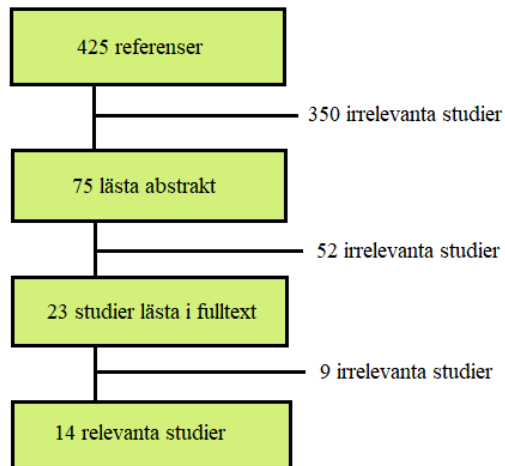 425 referenser
350 irrelevanta studier
75 lästa abstrakt
52 irrelevanta studier
23 studier lästa i fulltext
9 irrelevanta studier
14 relevanta studier